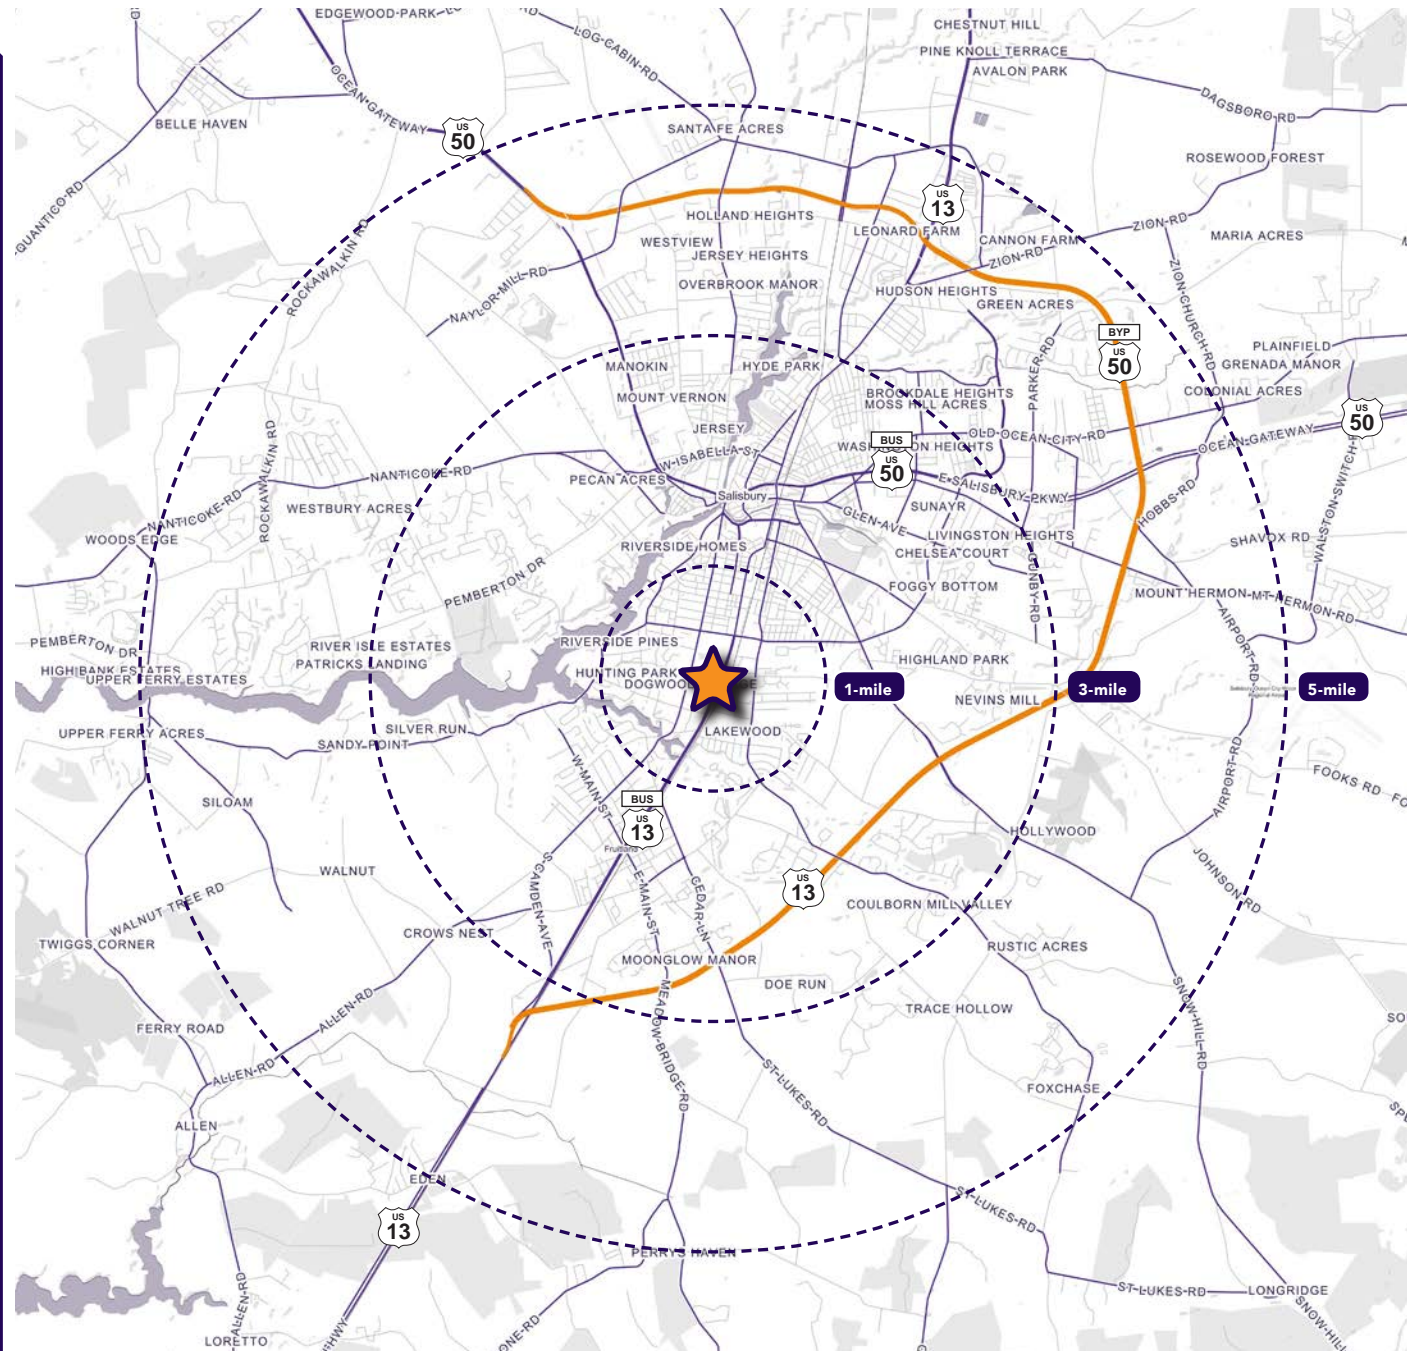 EDGEWOOD-PARK
LOG-CABIN-RD
CHESTNUT HILL
PINE KNOLL TERRACE
AVALON PARK
OCEAN-GATEWAY
DAGSBORO-RD
BELLE HAVEN
US
50
SANTA FE ACRES
ROSEWOOD FOREST
QUANTICO-RD
US
13
HOLLAND HEIGHTS
LEONARD FARM
CANNON FARM
ZION-RD
MARIA ACRES
WESTVIEW
JERSEY HEIGHTS
ZION-RD
ROCKAWALKIN RD
NAYLOR-MILL-RD
OVERBROOK MANOR
HUDSON HEIGHTS
GREEN ACRES
ZION-CHURCH-RD
BYP
US
50
PLAINFIELD
GRENADA MANOR
MANOKIN
HYDE PARK
PARKER-RD
BROOKDALE HEIGHTS
MOSS HILL ACRES
COLONIAL ACRES
MOUNT VERNON
US
50
JERSEY
BUS
US
50
OLD OCEAN-CITY-RD
OCEAN-GATEWAY
ROCKAWALKIN RD
W-ISABELLA-ST
NANTICOKE-RD
PECAN ACRES
E-SALISBURY-PKWY
WALSTON-SWITCH-R
Salisbury
HOBBS-RD
NANTICOKE-RD
WESTBURY ACRES
GLEN-AVE
SUNAYR
WOODS EDGE
LIVINGSTON HEIGHTS
SHAVOX RD
RIVERSIDE HOMES
CHELSEA COURT
PEMBERTON DR
FOGGY BOTTOM
GUNBY-RD
MOUNT HERMON
MT-HERMON-RD
AIRPORT-RD
PEMBERTON DR
RIVER ISLE ESTATES
RIVERSIDE PINES
HIGHBANK ESTATES
UPPER FERRY ESTATES
PATRICKS LANDING
HUNTING PARK
HIGHLAND PARK
1-mile
3-mile
5-mile
NEVINS MILL
UPPER FERRY ACRES
SILVER RUN
SANDY-POINT
LAKEWOOD
W-MAIN-ST
AIRPORT-RD
FOOKS RD
SILOAM
BUS
US
13
HOLLYWOOD
Fruitland
WALNUT
S-CAMDEN-AVE
E-MAIN-ST
CEDAR-LN
US
13
JOHNSON-RD
WALNUT TREE RD
COULBORN MILL VALLEY
TWIGGS CORNER
CROWS NEST
RUSTIC ACRES
MOONGLOW MANOR
DOE RUN
ALLEN-RD
MEADOW-BRIDGE-RD
TRACE HOLLOW
SNOW-HILL-RD
FERRY ROAD
ALLEN-RD
ST-LUKES-RD
FOXCHASE
ALLEN
EDEN
ST-LUKES-RD
US
13
PERRYS HAVEN
ST-LUKES-RD
LONGRIDGE
ALLEN-RD
SNOW-HIL
LORETTO
HWY
ONE-RD